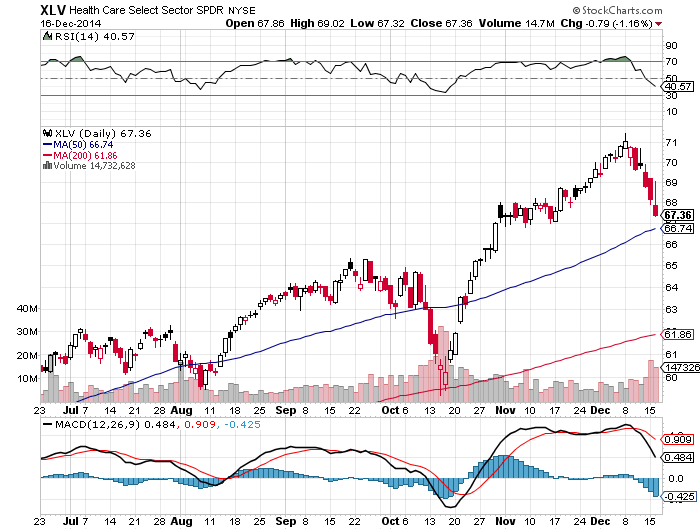 XLV Health Care Select Sector SPDR NYSE © StockCharts.com
16-Dec-2014 Open 67.86 High 69.02 Low 67.32 Close 67.36 Volume 14.7M Chg -0.79 (-1.16%)
RSI(14) 40.57
90
70
50
40.57
30
10
XLV (Daily) 67.36
MA(50) 66.74
MA(200) 61.86
Volume 14,732,628
71
70
69
68
67.36
66.74
66
65
64
63
61.86
61
60
40M
30M
20M
10M
147326
23 Jul 7 14 21 28 Aug 11 18 25 Sep 8 15 22 Oct 6 13 20 27 Nov 10 17 24 Dec 8 15
MACD(12,26,9) 0.484, 0.909, -0.425
1.0
0.909
0.484
0.0
-0.425
23 Jul 7 14 21 28 Aug 11 18 25 Sep 8 15 22 Oct 6 13 20 27 Nov 10 17 24 Dec 8 15